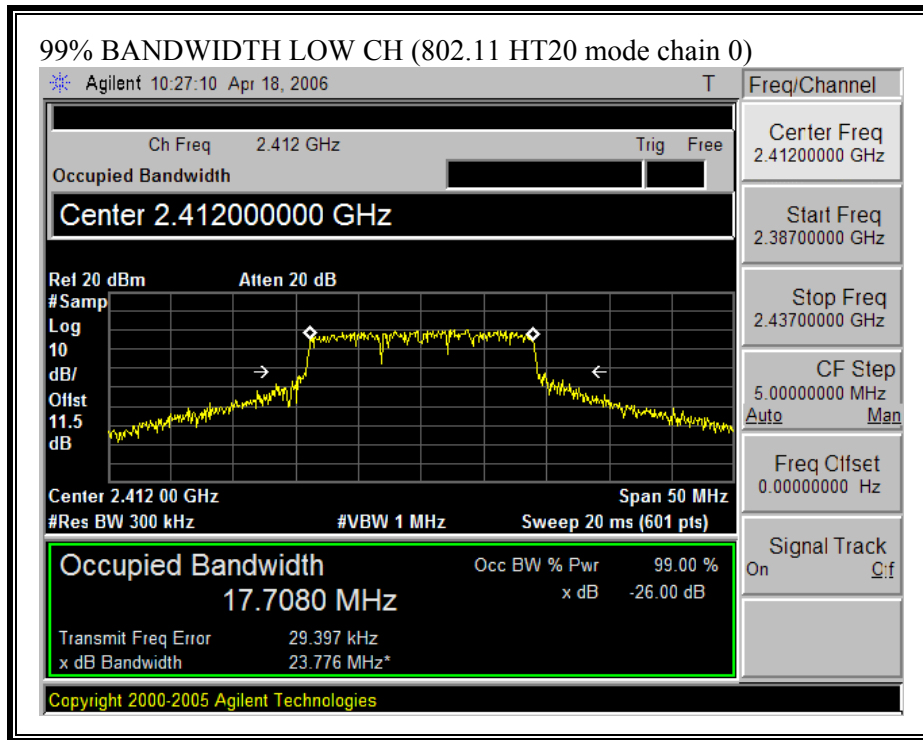 99% BANDWIDTH LOW CH (802.11 HT20 mode chain 0)
Agilent 10:27:10 Apr 18, 2006 T
Freq/Channel
Ch Freq 2.412 GHz Trig Free
Occupied Bandwidth
Center 2.412000000 GHz
Center Freq
2.41200000 GHz
Start Freq
2.38700000 GHz
Stop Freq
2.43700000 GHz
CF Step
5.00000000 MHz
Auto Man
Freq Offset
0.00000000 Hz
Signal Track
On Off
Ref 20 dBm Atten 20 dB
#Samp
Log
10
dB/
Offst
11.5
dB
Center 2.412 00 GHz Span 50 MHz
#Res BW 300 kHz #VBW 1 MHz Sweep 20 ms (601 pts)
Occupied Bandwidth
17.7080 MHz
Occ BW % Pwr 99.00 %
x dB -26.00 dB
Transmit Freq Error 29.397 kHz
x dB Bandwidth 23.776 MHz*
Copyright 2000-2005 Agilent Technologies